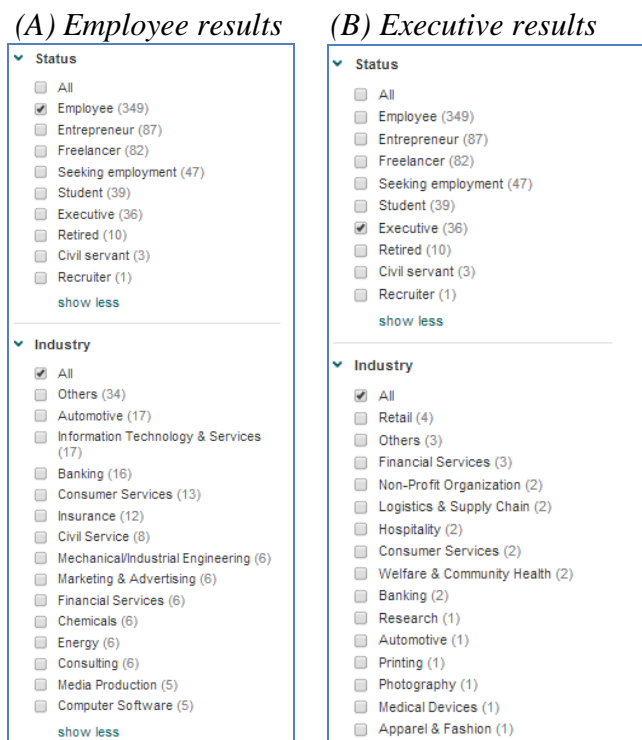 (A) Employee results
Status
All
Employee (349)
Entrepreneur (87)
Freelancer (82)
Seeking employment (47)
Student (39)
Executive (36)
Retired (10)
Civil servant (3)
Recruiter (1)
show less
Industry
All
Others (34)
Automotive (17)
Information Technology & Services
(17)
Banking (16)
Consumer Services (13)
Insurance (12)
Civil Service (8)
Mechanical/Industrial Engineering (6)
Marketing & Advertising (6)
Financial Services (6)
Chemicals (6)
Energy (6)
Consulting (6)
Media Production (5)
Computer Software (5)
show less
(B) Executive results
Status
All
Employee (349)
Entrepreneur (87)
Freelancer (82)
Seeking employment (47)
Student (39)
Executive (36)
Retired (10)
Civil servant (3)
Recruiter (1)
show less
Industry
All
Retail (4)
Others (3)
Financial Services (3)
Non-Profit Organization (2)
Logistics & Supply Chain (2)
Hospitality (2)
Consumer Services (2)
Welfare & Community Health (2)
Banking (2)
Research (1)
Automotive (1)
Printing (1)
Photography (1)
Medical Devices (1)
Apparel & Fashion (1)